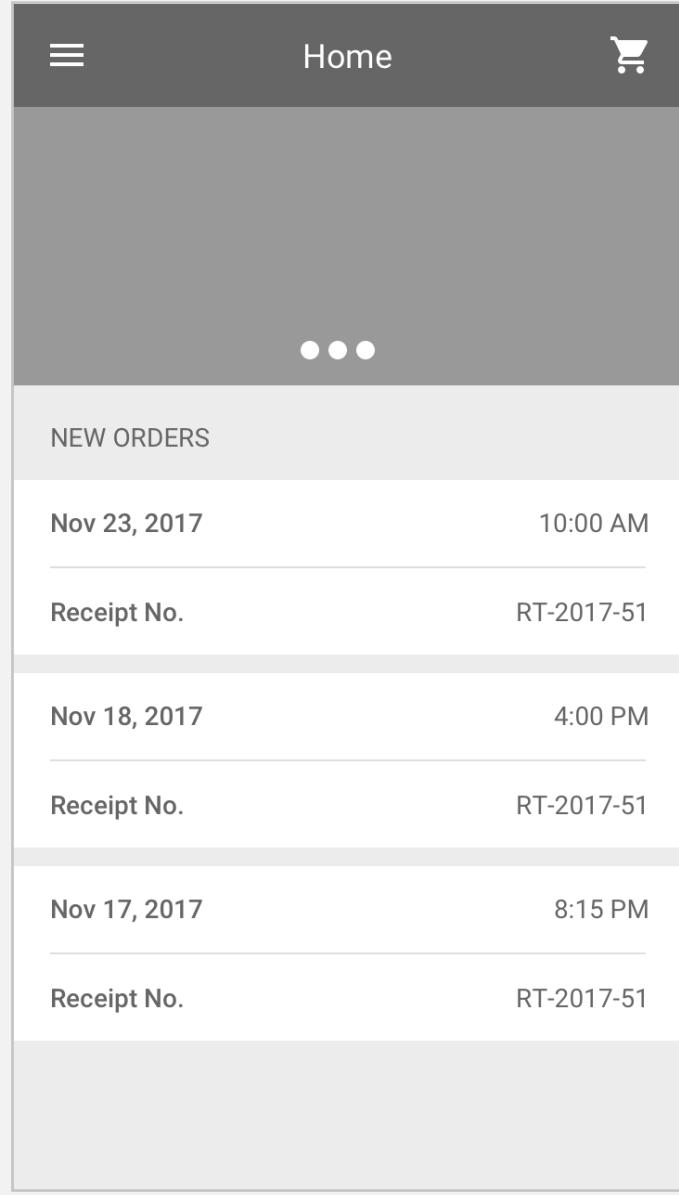 Home
NEW ORDERS
Nov 23, 2017 10:00 AM
Receipt No. RT-2017-51
Nov 18, 2017 4:00 PM
Receipt No. RT-2017-51
Nov 17, 2017 8:15 PM
Receipt No. RT-2017-51